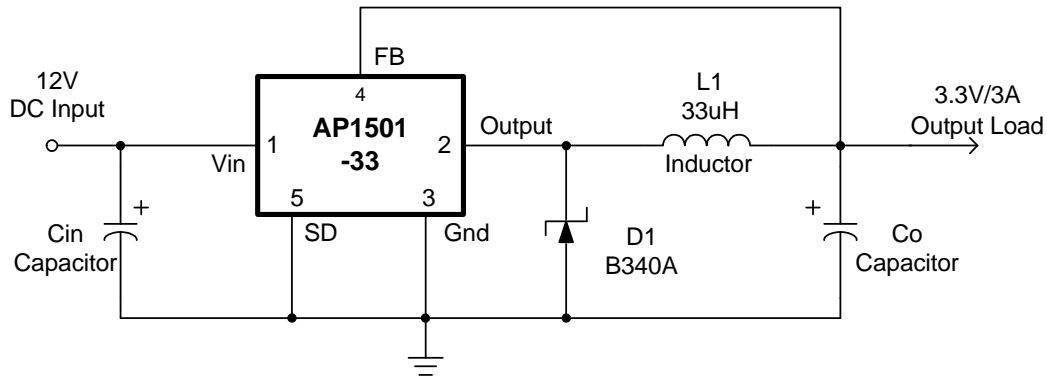 FB
12V
DC Input
4
L1
33uH
3.3V/3A
Output Load
AP1501
-33
1
2
Output
Vin
Inductor
5
3
SD
Gnd
+
Cin
Capacitor
D1
B340A
+
Co
Capacitor